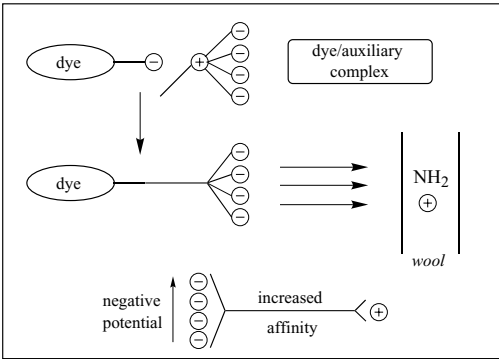 dye
−
+
−
−
−
−
dye/auxiliary
complex
dye
−
−
−
−
NH2
+
wool
negative
potential
−
−
−
−
increased
affinity
+